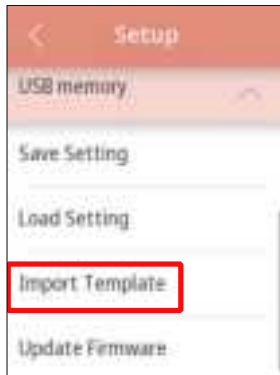 Setup
USB memory
Save Setting
Load Setting
Import Template
Update Firmware